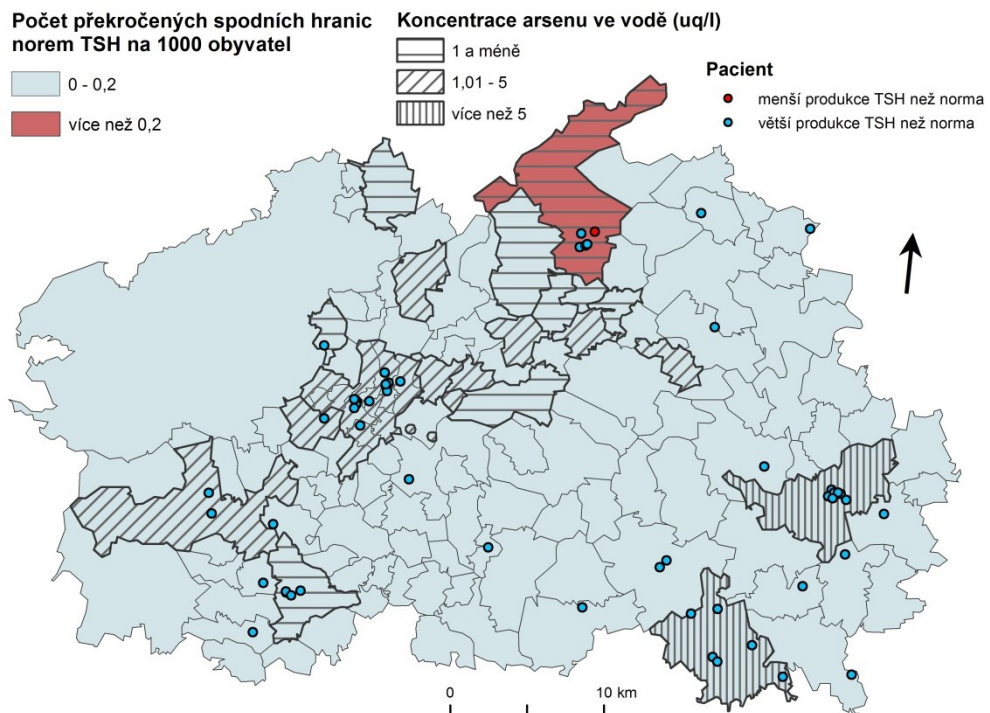 Počet překročených spodních hranic
norem TSH na 1000 obyvatel
0 - 0,2
více než 0,2
Koncentrace arsenu ve vodě (uq/l)
1 a méně
1,01 - 5
více než 5
Pacient
menší produkce TSH než norma
větší produkce TSH než norma
0 10 km